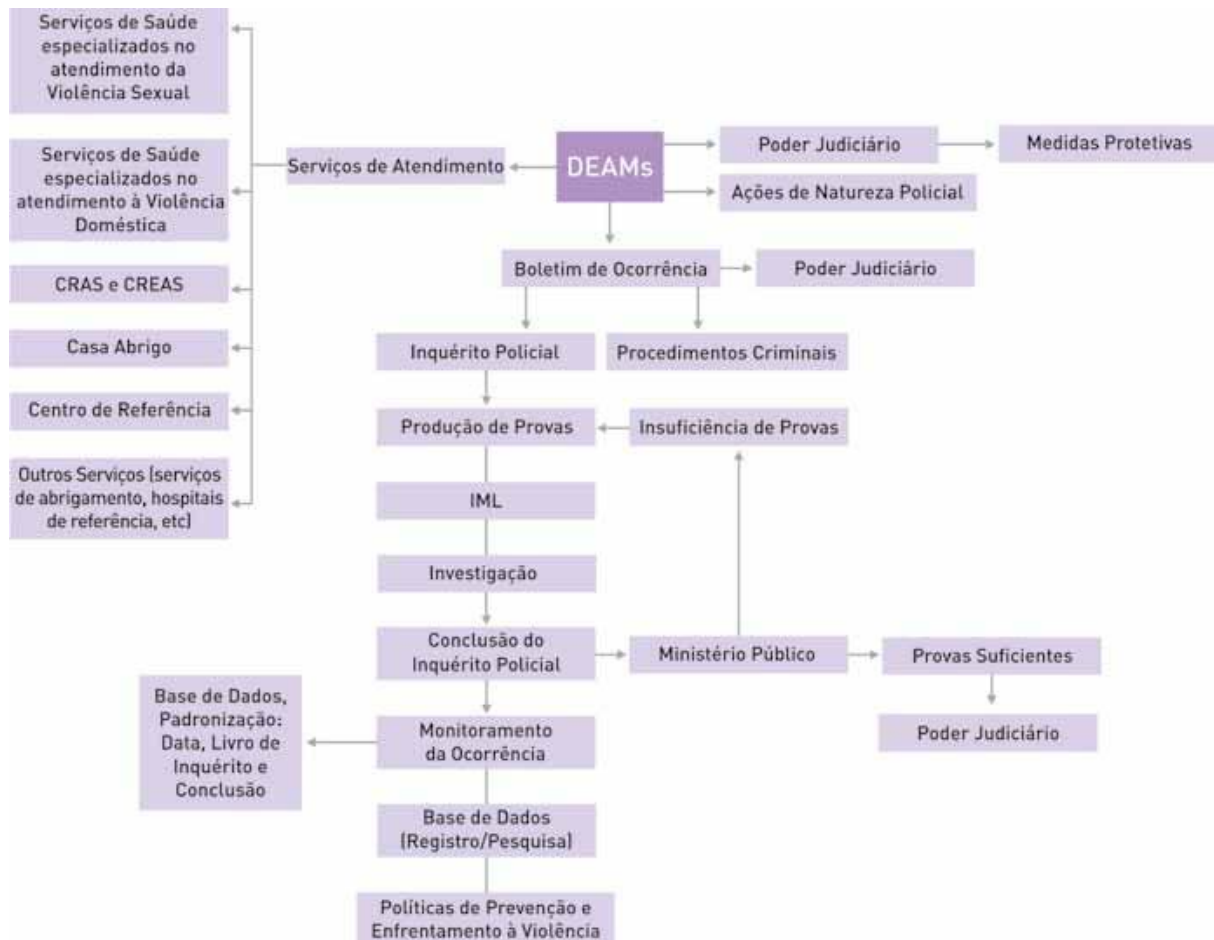 Serviços de Saúde
especializados no
atendimento da
Violência Sexual
Serviços de Saúde
especializados no
atendimento à Violência
Doméstica
CRAS e CREAS
Casa Abrigo
Centro de Referência
Outros Serviços (serviços
de abrigamento, hospitais
de referência, etc)
Serviços de Atendimento
DEAMs
Poder Judiciário
Medidas Protetivas
Ações de Natureza Policial
Boletim de Ocorrência
Poder Judiciário
Inquérito Policial
Procedimentos Criminais
Produção de Provas
Insuficiência de Provas
IML
Investigação
Conclusão do
Inquérito Policial
Ministério Público
Provas Suficientes
Poder Judiciário
Monitoramento
da Ocorrência
Base de Dados,
Padronização:
Data, Livro de
Inquérito e
Conclusão
Base de Dados
(Registro/Pesquisa)
Políticas de Prevenção e
Enfrentamento à Violência